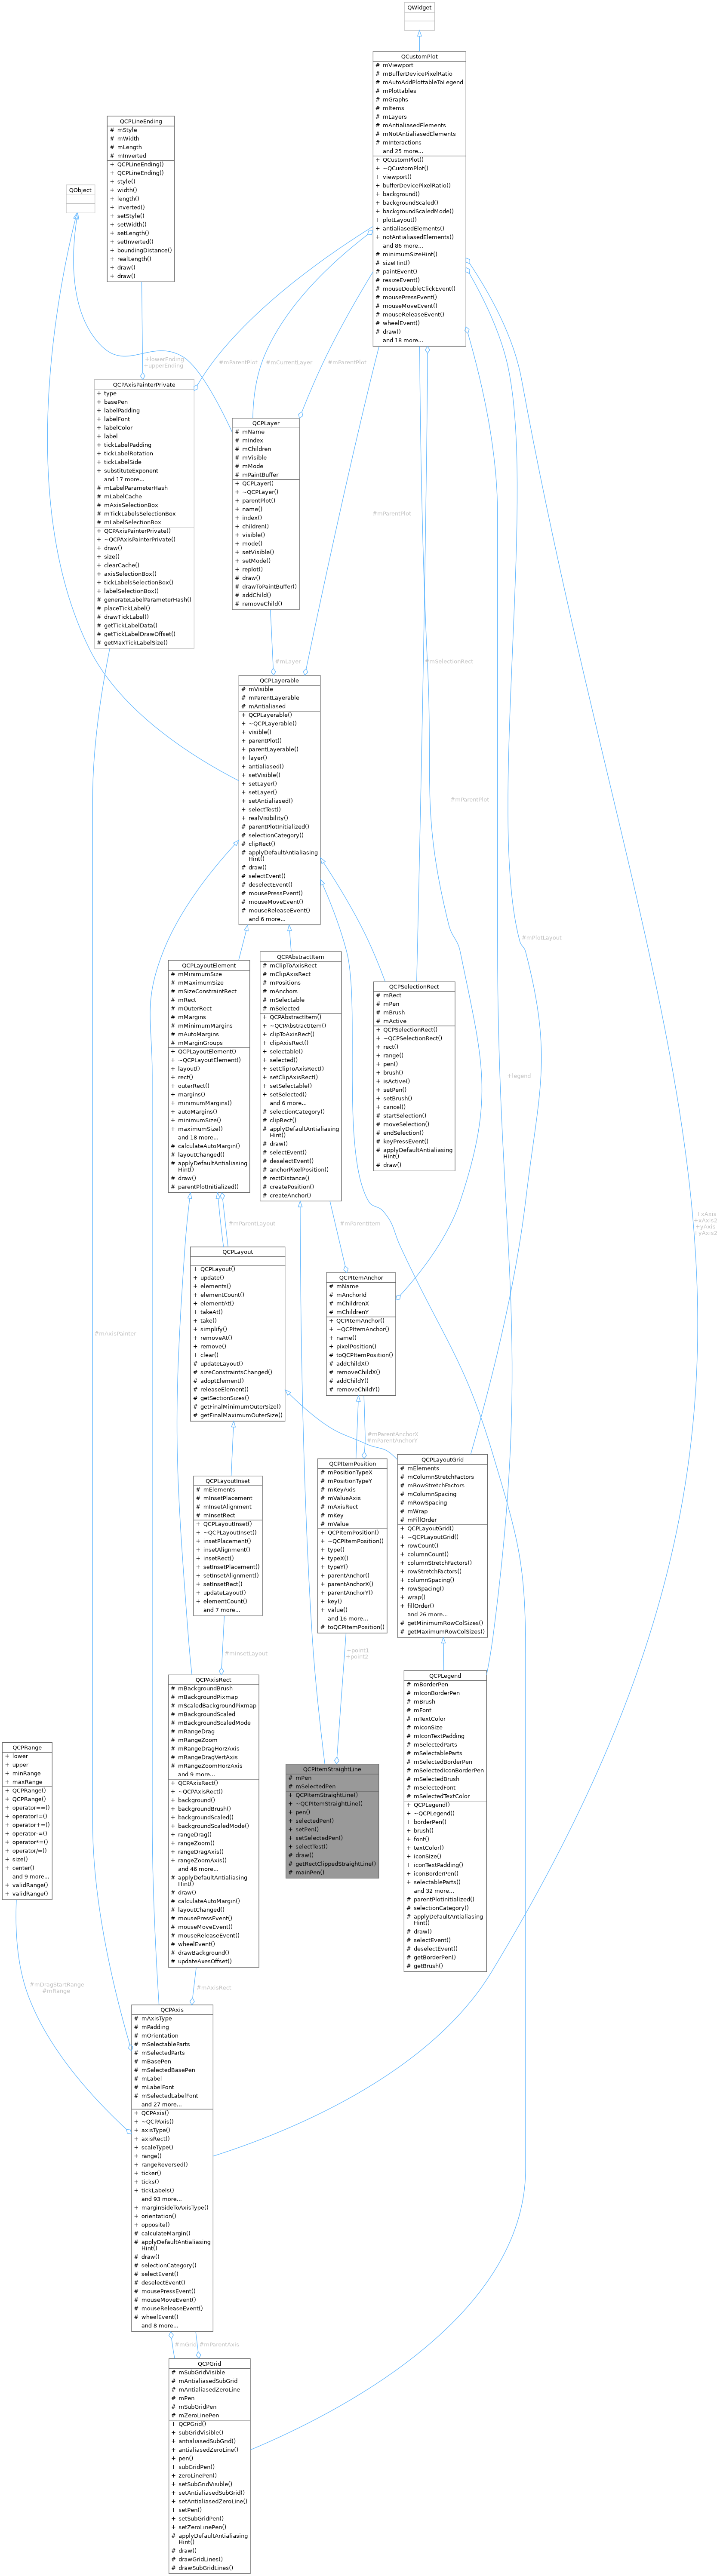 QWidget
QCustomPlot
# mViewport
# mBufferDevicePixelRatio
# mAutoAddPlottableToLegend
# mPlottables
# mGraphs
# mItems
# mLayers
# mAntialiasedElements
# mNotAntialiasedElements
# mInteractions
and 25 more...
+ QCustomPlot()
+ ~QCustomPlot()
+ viewport()
+ bufferDevicePixelRatio()
+ background()
+ backgroundScaled()
+ backgroundScaledMode()
+ plotLayout()
+ antialiasedElements()
+ notAntialiasedElements()
and 86 more...
# minimumSizeHint()
# sizeHint()
# paintEvent()
# resizeEvent()
# mouseDoubleClickEvent()
# mousePressEvent()
# mouseMoveEvent()
# mouseReleaseEvent()
# wheelEvent()
# draw()
and 18 more...
QCPLineEnding
# mStyle
# mWidth
# mLength
# mInverted
+ QCPLineEnding()
+ QCPLineEnding()
+ style()
+ width()
+ length()
+ inverted()
+ setStyle()
+ setWidth()
+ setLength()
+ setInverted()
+ boundingDistance()
+ realLength()
+ draw()
+ draw()
QObject
+lowerEnding
+upperEnding
#mParentPlot
#mCurrentLayer
#mParentPlot
QCPAxisPainterPrivate
+ type
+ basePen
+ labelPadding
+ labelFont
+ labelColor
+ label
+ tickLabelPadding
+ tickLabelRotation
+ tickLabelSide
+ substituteExponent
and 17 more...
# mLabelParameterHash
# mLabelCache
# mAxisSelectionBox
# mTickLabelsSelectionBox
# mLabelSelectionBox
+ QCPAxisPainterPrivate()
+ ~QCPAxisPainterPrivate()
+ draw()
+ size()
+ clearCache()
+ axisSelectionBox()
+ tickLabelsSelectionBox()
+ labelSelectionBox()
# generateLabelParameterHash()
# placeTickLabel()
# drawTickLabel()
# getTickLabelData()
# getTickLabelDrawOffset()
# getMaxTickLabelSize()
QCPLayer
# mName
# mIndex
# mChildren
# mVisible
# mMode
# mPaintBuffer
+ QCPLayer()
+ ~QCPLayer()
+ parentPlot()
+ name()
+ index()
+ children()
+ visible()
+ mode()
+ setVisible()
+ setMode()
+ replot()
# draw()
# drawToPaintBuffer()
# addChild()
# removeChild()
#mParentPlot
#mLayer
#mSelectionRect
QCPLayerable
# mVisible
# mParentLayerable
# mAntialiased
+ QCPLayerable()
+ ~QCPLayerable()
+ visible()
+ parentPlot()
+ parentLayerable()
+ layer()
+ antialiased()
+ setVisible()
+ setLayer()
+ setLayer()
+ setAntialiased()
+ selectTest()
+ realVisibility()
# parentPlotInitialized()
# selectionCategory()
# clipRect()
# applyDefaultAntialiasing
Hint()
# draw()
# selectEvent()
# deselectEvent()
# mousePressEvent()
# mouseMoveEvent()
# mouseReleaseEvent()
and 6 more...
#mParentPlot
#mPlotLayout
+legend
+xAxis
+xAxis2
+yAxis
+yAxis2
QCPLayoutElement
# mMinimumSize
# mMaximumSize
# mSizeConstraintRect
# mRect
# mOuterRect
# mMargins
# mMinimumMargins
# mAutoMargins
# mMarginGroups
+ QCPLayoutElement()
+ ~QCPLayoutElement()
+ layout()
+ rect()
+ outerRect()
+ margins()
+ minimumMargins()
+ autoMargins()
+ minimumSize()
+ maximumSize()
and 18 more...
# calculateAutoMargin()
# layoutChanged()
# applyDefaultAntialiasing
Hint()
# draw()
# parentPlotInitialized()
QCPAbstractItem
# mClipToAxisRect
# mClipAxisRect
# mPositions
# mAnchors
# mSelectable
# mSelected
+ QCPAbstractItem()
+ ~QCPAbstractItem()
+ clipToAxisRect()
+ clipAxisRect()
+ selectable()
+ selected()
+ setClipToAxisRect()
+ setClipAxisRect()
+ setSelectable()
+ setSelected()
and 6 more...
# selectionCategory()
# clipRect()
# applyDefaultAntialiasing
Hint()
# draw()
# selectEvent()
# deselectEvent()
# anchorPixelPosition()
# rectDistance()
# createPosition()
# createAnchor()
QCPSelectionRect
# mRect
# mPen
# mBrush
# mActive
+ QCPSelectionRect()
+ ~QCPSelectionRect()
+ rect()
+ range()
+ pen()
+ brush()
+ isActive()
+ setPen()
+ setBrush()
+ cancel()
# startSelection()
# moveSelection()
# endSelection()
# keyPressEvent()
# applyDefaultAntialiasing
Hint()
# draw()
#mParentLayout
#mParentItem
QCPLayout
+ QCPLayout()
+ update()
+ elements()
+ elementCount()
+ elementAt()
+ takeAt()
+ take()
+ simplify()
+ removeAt()
+ remove()
+ clear()
# updateLayout()
# sizeConstraintsChanged()
# adoptElement()
# releaseElement()
# getSectionSizes()
# getFinalMinimumOuterSize()
# getFinalMaximumOuterSize()
QCPItemAnchor
# mName
# mAnchorId
# mChildrenX
# mChildrenY
+ QCPItemAnchor()
+ ~QCPItemAnchor()
+ name()
+ pixelPosition()
# toQCPItemPosition()
# addChildX()
# removeChildX()
# addChildY()
# removeChildY()
#mAxisPainter
#mParentAnchorX
#mParentAnchorY
QCPLayoutInset
# mElements
# mInsetPlacement
# mInsetAlignment
# mInsetRect
+ QCPLayoutInset()
+ ~QCPLayoutInset()
+ insetPlacement()
+ insetAlignment()
+ insetRect()
+ setInsetPlacement()
+ setInsetAlignment()
+ setInsetRect()
+ updateLayout()
+ elementCount()
and 7 more...
QCPItemPosition
# mPositionTypeX
# mPositionTypeY
# mKeyAxis
# mValueAxis
# mAxisRect
# mKey
# mValue
+ QCPItemPosition()
+ ~QCPItemPosition()
+ type()
+ typeX()
+ typeY()
+ parentAnchor()
+ parentAnchorX()
+ parentAnchorY()
+ key()
+ value()
and 16 more...
# toQCPItemPosition()
QCPLayoutGrid
# mElements
# mColumnStretchFactors
# mRowStretchFactors
# mColumnSpacing
# mRowSpacing
# mWrap
# mFillOrder
+ QCPLayoutGrid()
+ ~QCPLayoutGrid()
+ rowCount()
+ columnCount()
+ columnStretchFactors()
+ rowStretchFactors()
+ columnSpacing()
+ rowSpacing()
+ wrap()
+ fillOrder()
and 26 more...
# getMinimumRowColSizes()
# getMaximumRowColSizes()
#mInsetLayout
+point1
+point2
QCPAxisRect
# mBackgroundBrush
# mBackgroundPixmap
# mScaledBackgroundPixmap
# mBackgroundScaled
# mBackgroundScaledMode
# mRangeDrag
# mRangeZoom
# mRangeDragHorzAxis
# mRangeDragVertAxis
# mRangeZoomHorzAxis
and 9 more...
+ QCPAxisRect()
+ ~QCPAxisRect()
+ background()
+ backgroundBrush()
+ backgroundScaled()
+ backgroundScaledMode()
+ rangeDrag()
+ rangeZoom()
+ rangeDragAxis()
+ rangeZoomAxis()
and 46 more...
# applyDefaultAntialiasing
Hint()
# draw()
# calculateAutoMargin()
# layoutChanged()
# mousePressEvent()
# mouseMoveEvent()
# mouseReleaseEvent()
# wheelEvent()
# drawBackground()
# updateAxesOffset()
QCPLegend
# mBorderPen
# mIconBorderPen
# mBrush
# mFont
# mTextColor
# mIconSize
# mIconTextPadding
# mSelectedParts
# mSelectableParts
# mSelectedBorderPen
# mSelectedIconBorderPen
# mSelectedBrush
# mSelectedFont
# mSelectedTextColor
+ QCPLegend()
+ ~QCPLegend()
+ borderPen()
+ brush()
+ font()
+ textColor()
+ iconSize()
+ iconTextPadding()
+ iconBorderPen()
+ selectableParts()
and 32 more...
# parentPlotInitialized()
# selectionCategory()
# applyDefaultAntialiasing
Hint()
# draw()
# selectEvent()
# deselectEvent()
# getBorderPen()
# getBrush()
QCPRange
+ lower
+ upper
+ minRange
+ maxRange
+ QCPRange()
+ QCPRange()
+ operator==()
+ operator!=()
+ operator+=()
+ operator-=()
+ operator*=()
+ operator/=()
+ size()
+ center()
and 9 more...
+ validRange()
+ validRange()
QCPItemStraightLine
# mPen
# mSelectedPen
+ QCPItemStraightLine()
+ ~QCPItemStraightLine()
+ pen()
+ selectedPen()
+ setPen()
+ setSelectedPen()
+ selectTest()
# draw()
# getRectClippedStraightLine()
# mainPen()
#mDragStartRange
#mRange
#mAxisRect
QCPAxis
# mAxisType
# mPadding
# mOrientation
# mSelectableParts
# mSelectedParts
# mBasePen
# mSelectedBasePen
# mLabel
# mLabelFont
# mSelectedLabelFont
and 27 more...
+ QCPAxis()
+ ~QCPAxis()
+ axisType()
+ axisRect()
+ scaleType()
+ range()
+ rangeReversed()
+ ticker()
+ ticks()
+ tickLabels()
and 93 more...
+ marginSideToAxisType()
+ orientation()
+ opposite()
# calculateMargin()
# applyDefaultAntialiasing
Hint()
# draw()
# selectionCategory()
# selectEvent()
# deselectEvent()
# mousePressEvent()
# mouseMoveEvent()
# mouseReleaseEvent()
# wheelEvent()
and 8 more...
#mGrid
#mParentAxis
QCPGrid
# mSubGridVisible
# mAntialiasedSubGrid
# mAntialiasedZeroLine
# mPen
# mSubGridPen
# mZeroLinePen
+ QCPGrid()
+ subGridVisible()
+ antialiasedSubGrid()
+ antialiasedZeroLine()
+ pen()
+ subGridPen()
+ zeroLinePen()
+ setSubGridVisible()
+ setAntialiasedSubGrid()
+ setAntialiasedZeroLine()
+ setPen()
+ setSubGridPen()
+ setZeroLinePen()
# applyDefaultAntialiasing
Hint()
# draw()
# drawGridLines()
# drawSubGridLines()